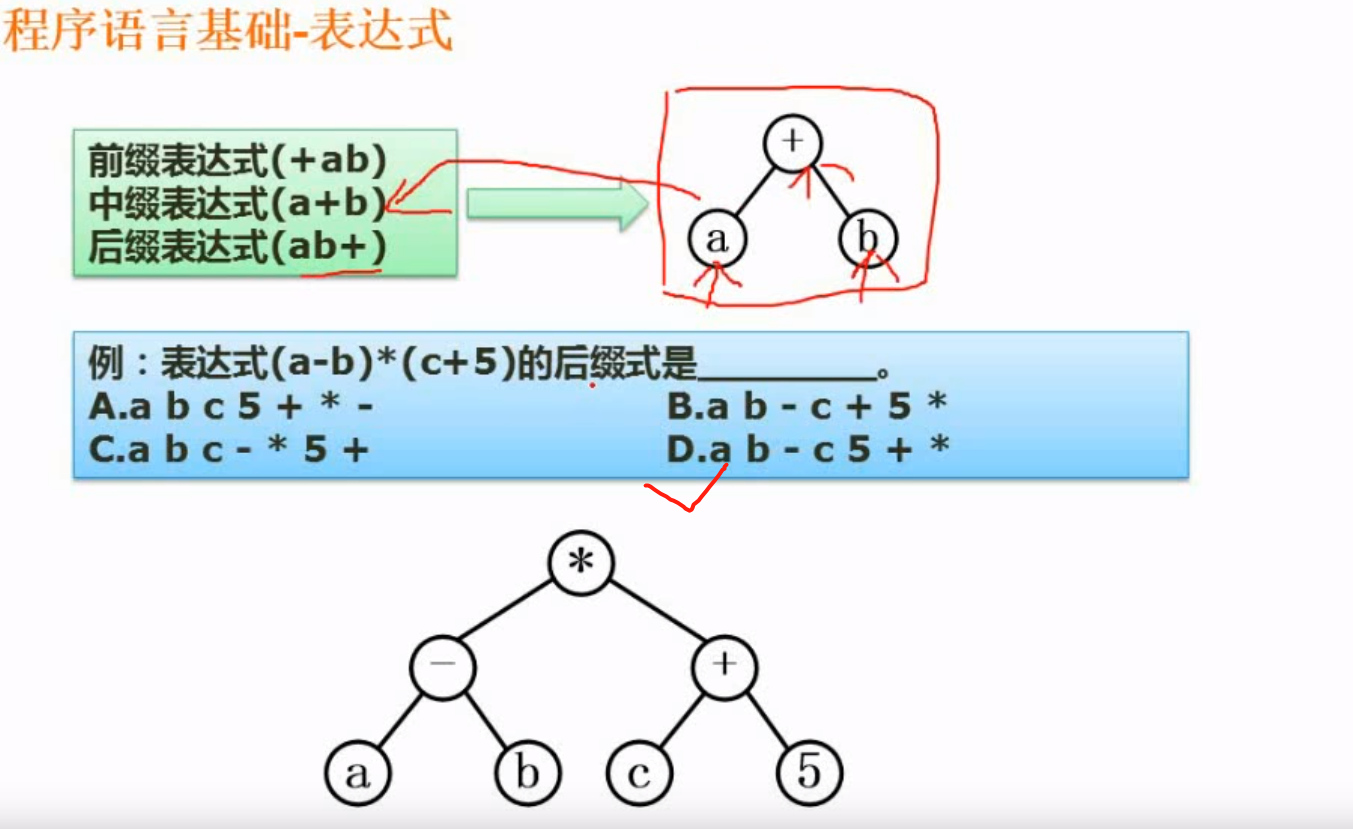 程序语言基础-表达式
前缀表达式(+ab)
中缀表达式(a+b)
后缀表达式(ab+)
+
a b
例：表达式(a-b)*(c+5)的后缀式是_________。
A.a b c 5 + * - B.a b - c + 5 *
C.a b c - * 5 + D.a b - c 5 + *
*
− +
a b c 5